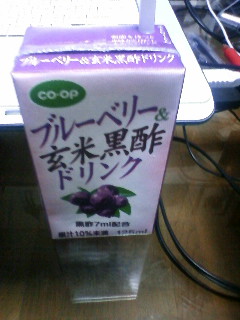 ブルーベリー&玄米黒酢ドリンク
co-op
ブルーベリー&
玄米黒酢
ドリンク
黒酢7ml配合
果汁10%未満 125ml